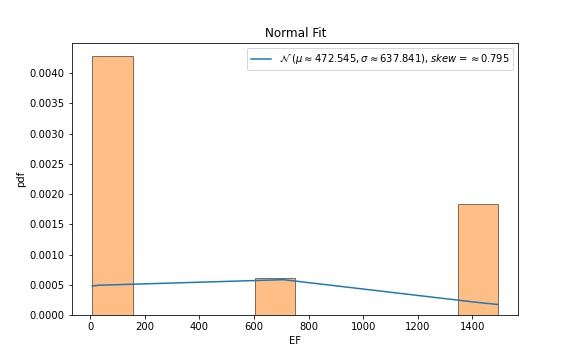 Normal Fit
𝒩 (μ ≈ 472.545, σ ≈ 637.841), skew = ≈ 0.795
pdf
0.0040
0.0035
0.0030
0.0025
0.0020
0.0015
0.0010
0.0005
0.0000
0 200 400 600 800 1000 1200 1400
EF